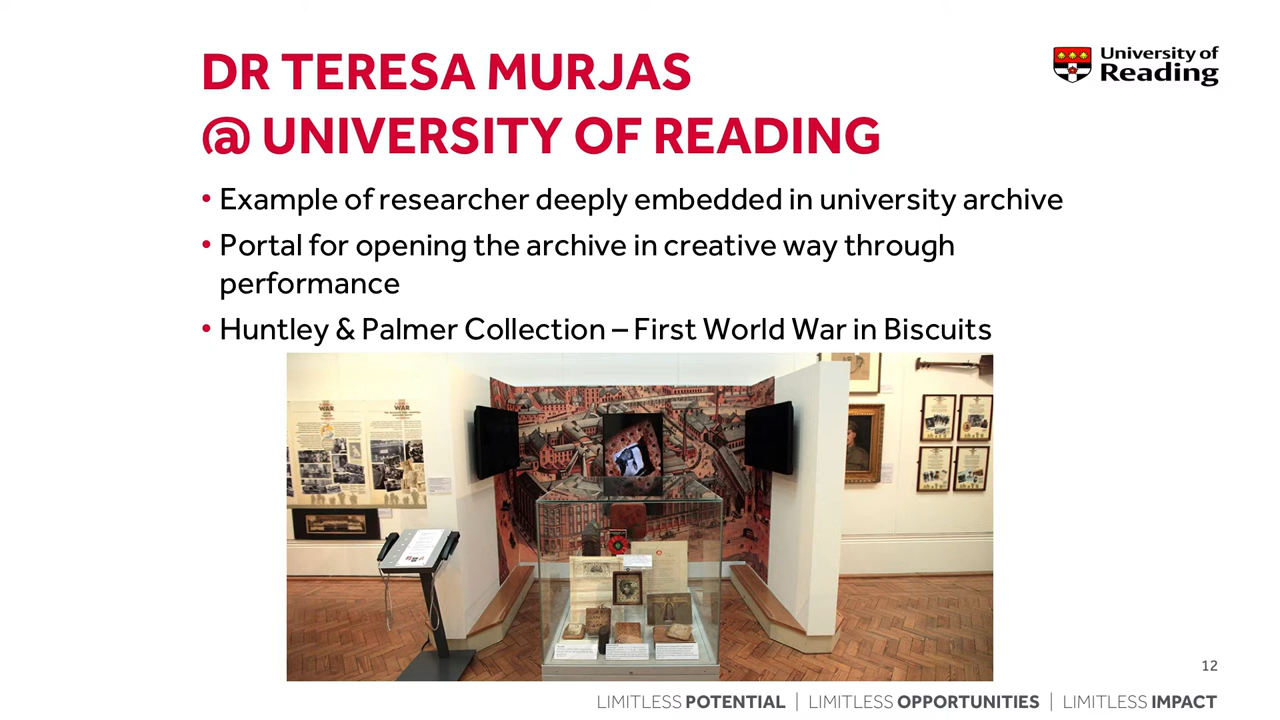 DR TERESA MURJAS
@ UNIVERSITY OF READING
University of
Reading
• Example of researcher deeply embedded in university archive
• Portal for opening the archive in creative way through
performance
• Huntley & Palmer Collection – First World War in Biscuits
WAR
WAR
12
LIMITLESS POTENTIAL | LIMITLESS OPPORTUNITIES | LIMITLESS IMPACT